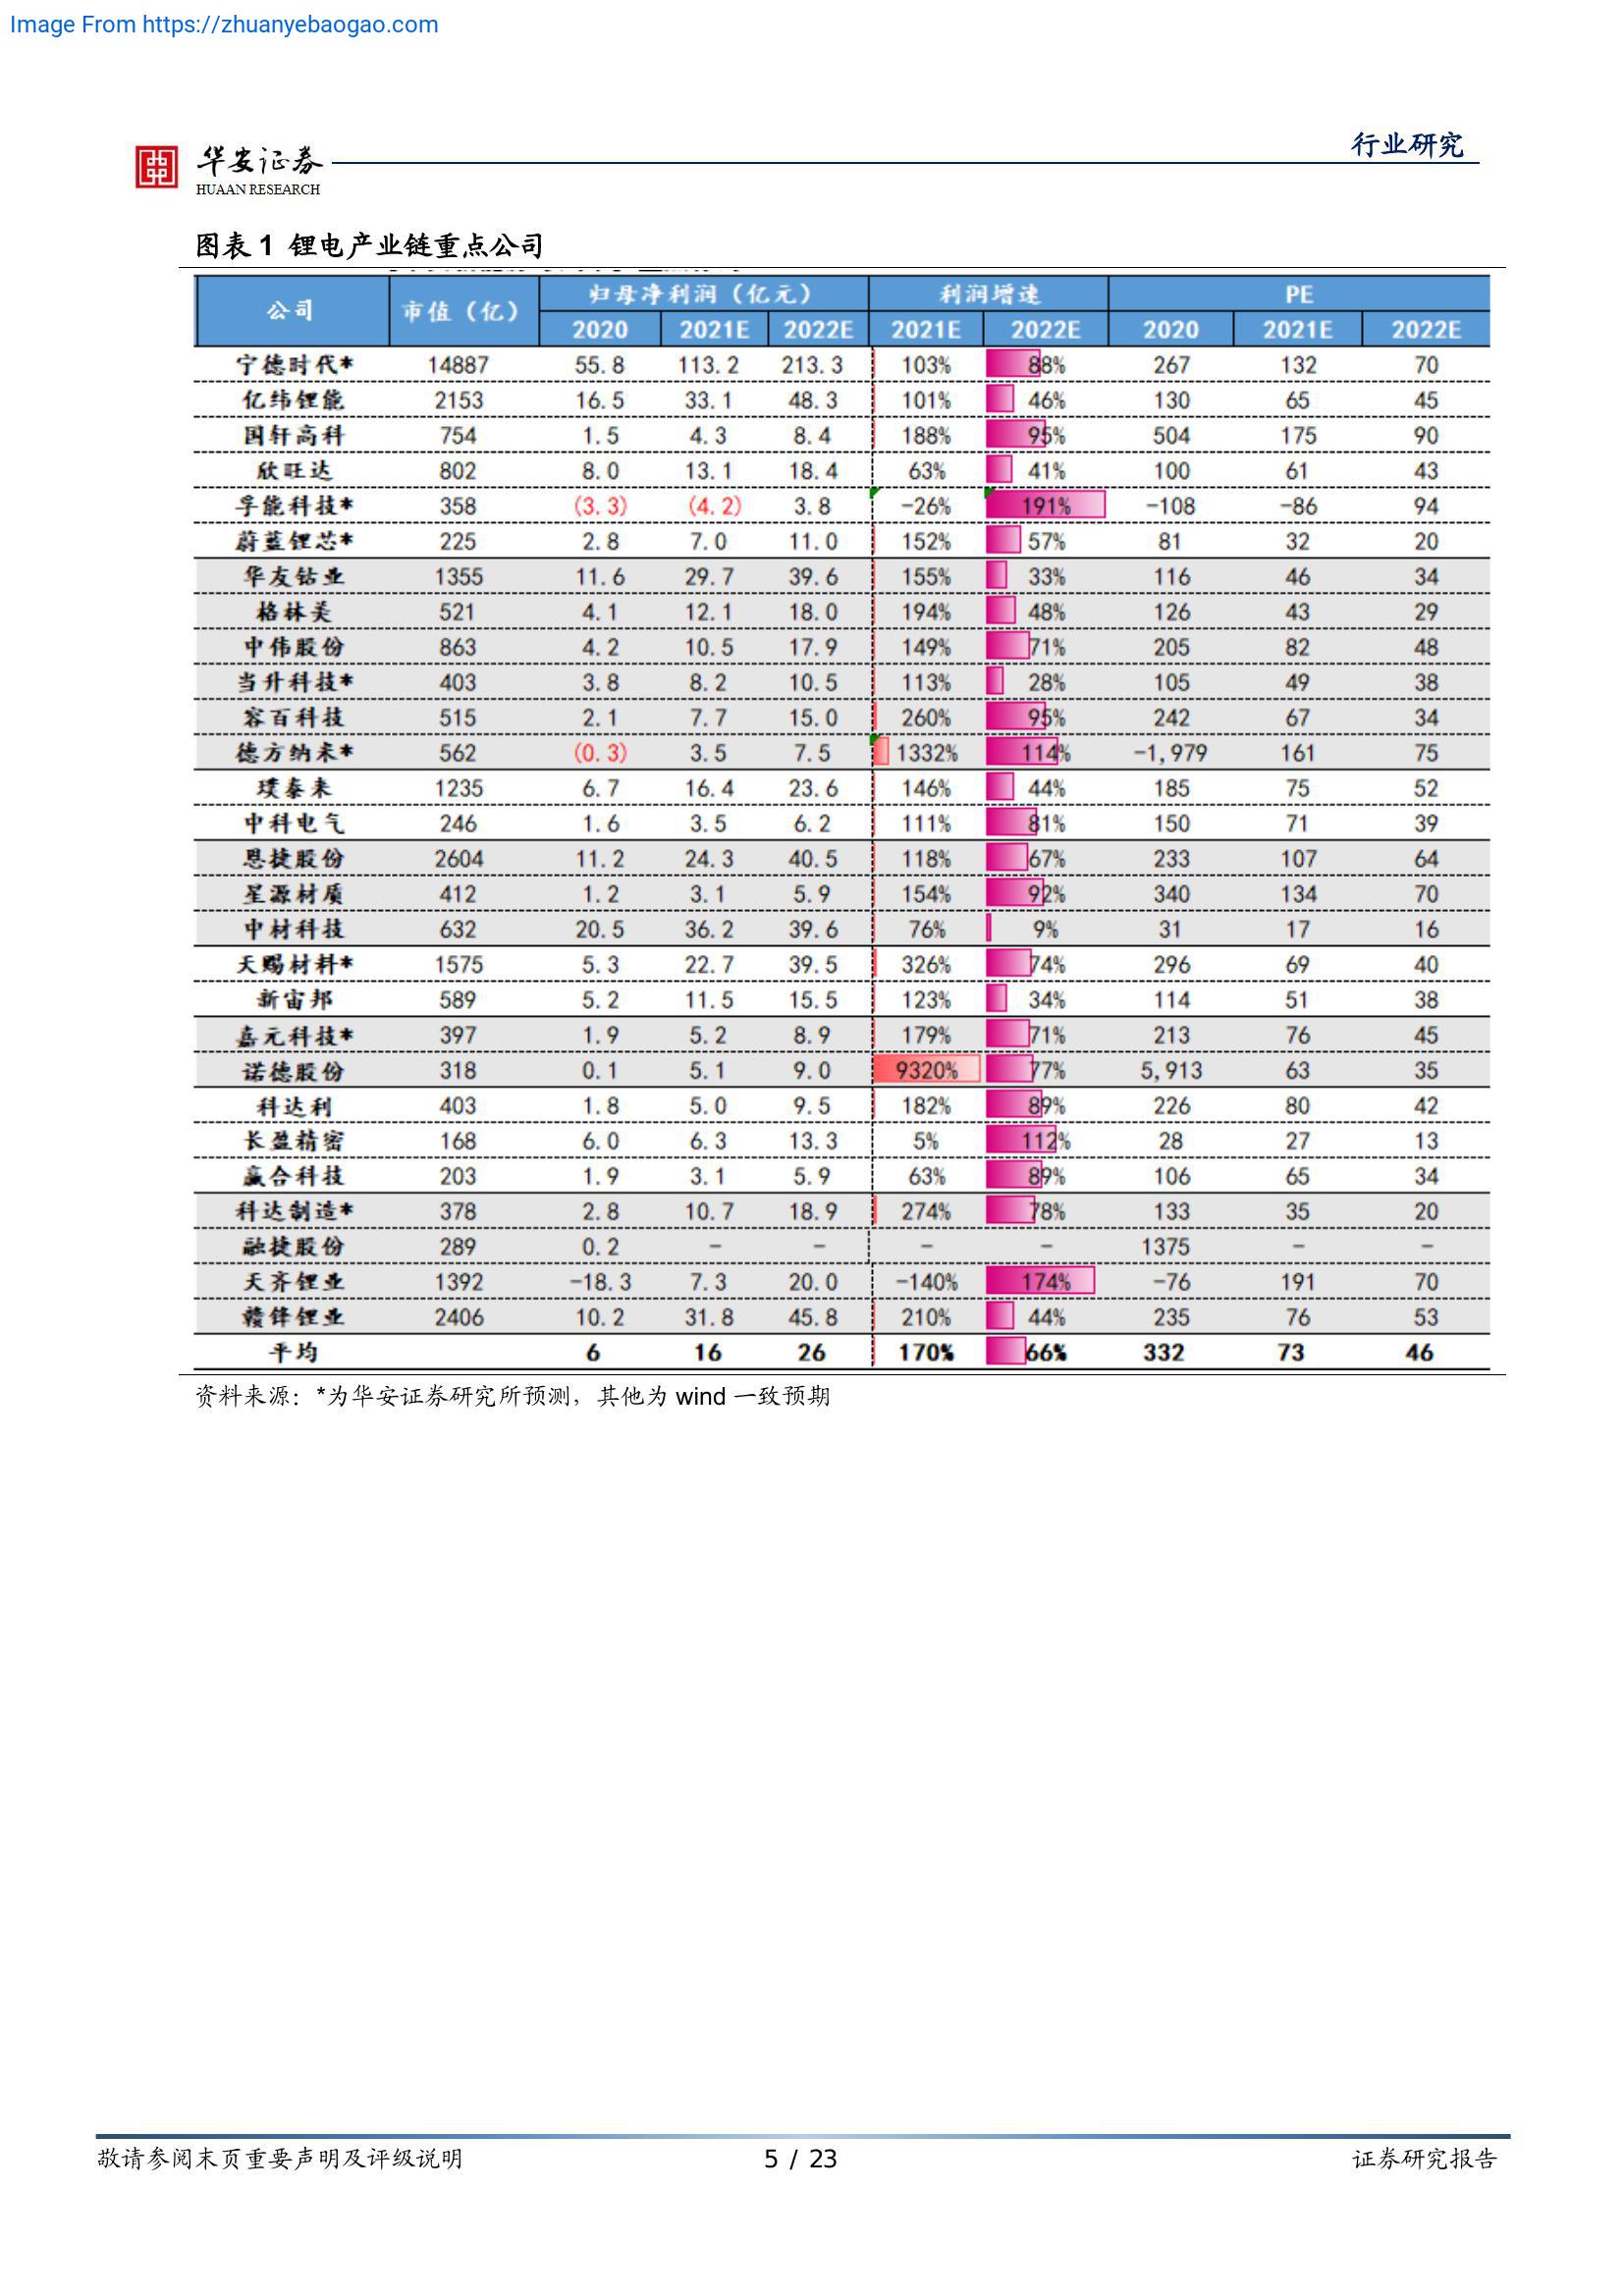 Image From https://zhuanyebaogao.com
华安证券
HUAAN RESEARCH
行业研究
图表 1 锂电产业链重点公司
公司 市值（亿） 归母净利润（亿元） 利润增速 PE
2020 2021E 2022E 2021E 2022E 2020 2021E 2022E
宁德时代* 14887 55.8 113.2 213.3 103% 88% 267 132 70
亿纬锂能 2153 16.5 33.1 48.3 101% 46% 130 65 45
国轩高科 754 1.5 4.3 8.4 188% 95% 504 175 90
欣旺达 802 8.0 13.1 18.4 63% 41% 100 61 43
孚能科技* 358 (3.3) (4.2) 3.8 -26% 191% -108 -86 94
蔚蓝锂芯* 225 2.8 7.0 11.0 152% 57% 81 32 20
华友钴业 1355 11.6 29.7 39.6 155% 33% 116 46 34
格林美 521 4.1 12.1 18.0 194% 48% 126 43 29
中伟股份 863 4.2 10.5 17.9 149% 71% 205 82 48
当升科技* 403 3.8 8.2 10.5 113% 28% 105 49 38
容百科技 515 2.1 7.7 15.0 260% 95% 242 67 34
德方纳米* 562 (0.3) 3.5 7.5 1332% 114% -1,979 161 75
璞泰来 1235 6.7 16.4 23.6 146% 44% 185 75 52
中科电气 246 1.6 3.5 6.2 111% 81% 150 71 39
恩捷股份 2604 11.2 24.3 40.5 118% 67% 233 107 64
星源材质 412 1.2 3.1 5.9 154% 92% 340 134 70
中材科技 632 20.5 36.2 39.6 76% 9% 31 17 16
天赐材料* 1575 5.3 22.7 39.5 326% 74% 296 69 40
新宙邦 589 5.2 11.5 15.5 123% 34% 114 51 38
嘉元科技* 397 1.9 5.2 8.9 179% 71% 213 76 45
诺德股份 318 0.1 5.1 9.0 9320% 77% 5,913 63 35
科达利 403 1.8 5.0 9.5 182% 89% 226 80 42
长盈精密 168 6.0 6.3 13.3 5% 112% 28 27 13
赢合科技 203 1.9 3.1 5.9 63% 89% 106 65 34
科达制造* 378 2.8 10.7 18.9 274% 78% 133 35 20
融捷股份 289 0.2 - - - - 1375 - -
天齐锂业 1392 -18.3 7.3 20.0 -140% 174% -76 191 70
赣锋锂业 2406 10.2 31.8 45.8 210% 44% 235 76 53
平均 6 16 26 170% 66% 332 73 46
资料来源：*为华安证券研究所预测，其他为 wind 一致预期
敬请参阅末页重要声明及评级说明 5 / 23 证券研究报告